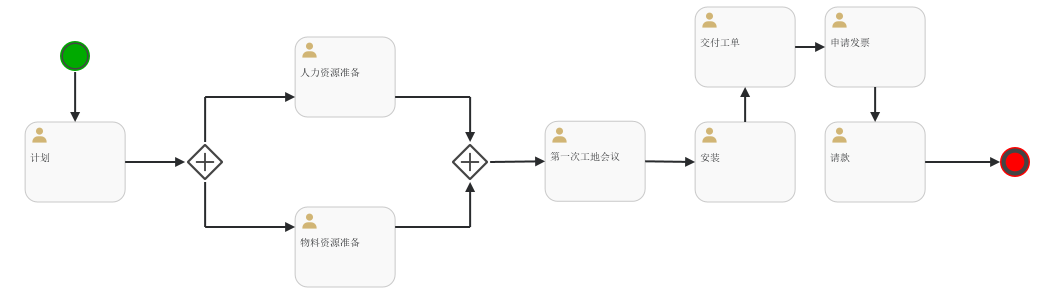 计划
人力资源准备
物料资源准备
第一次工地会议
安装
交付工单
申请发票
请款